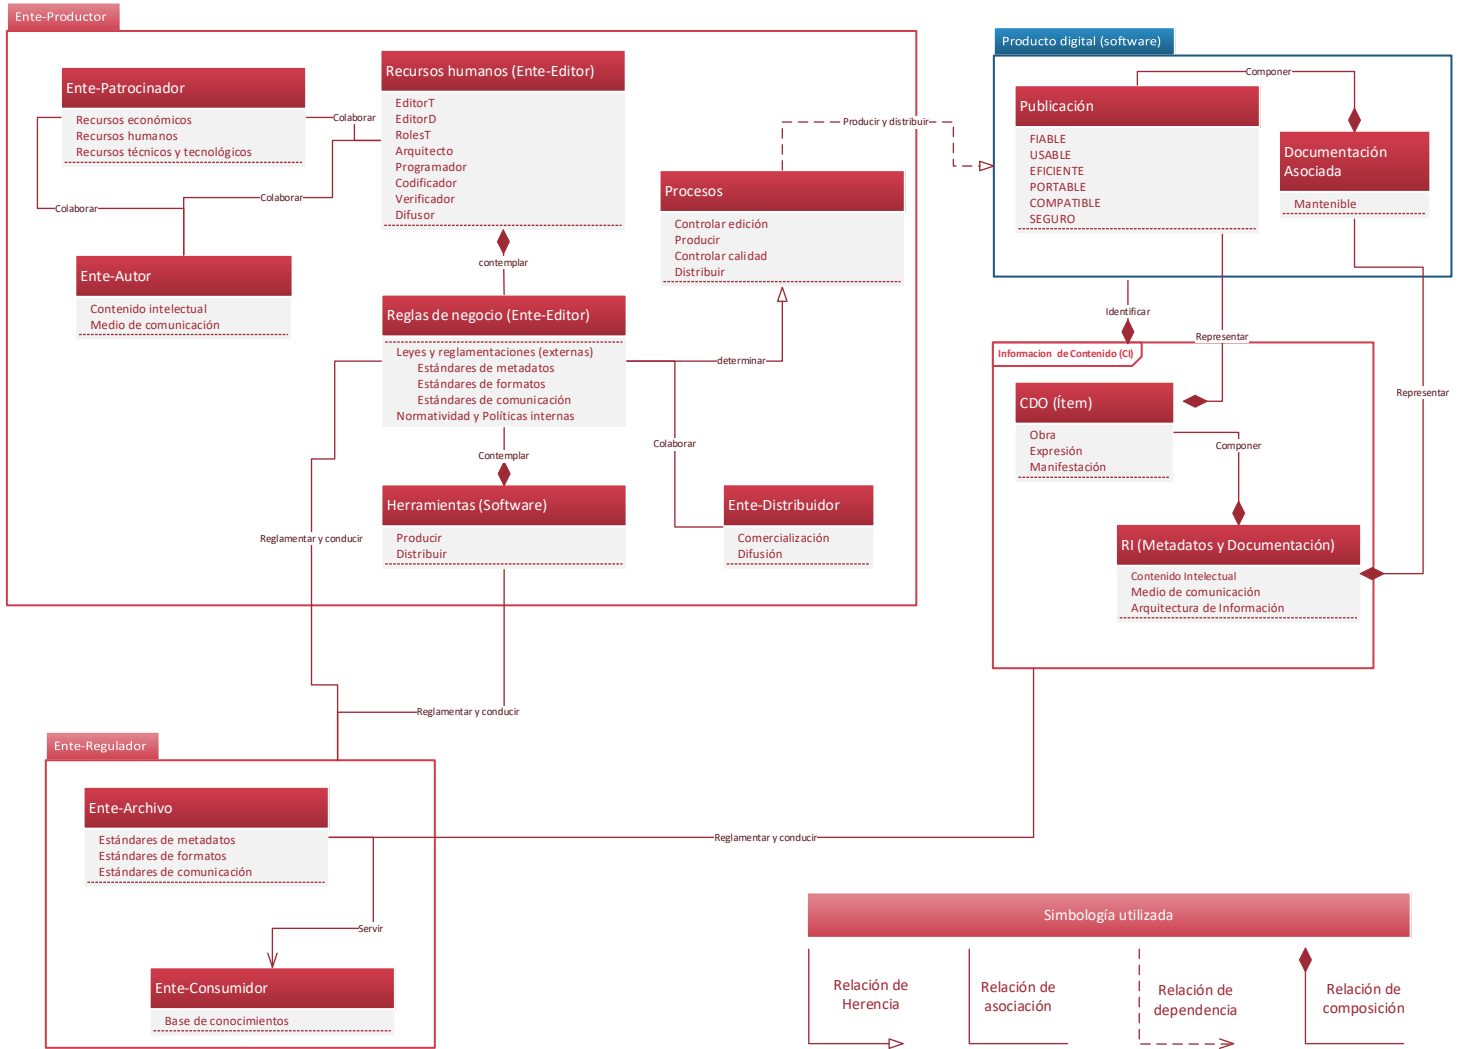 Ente-Productor
Ente-Patrocinador
Recursos económicos
Recursos humanos
Recursos técnicos y tecnológicos
Colaborar
Colaborar
Colaborar
Ente-Autor
Contenido intelectual
Medio de comunicación
Recursos humanos (Ente-Editor)
EditorT
EditorD
RolesT
Arquitecto
Programador
Codificador
Verificador
Difusor
contemplar
Reglas de negocio (Ente-Editor)
Leyes y reglamentaciones (externas)
Estándares de metadatos
Estándares de formatos
Estándares de comunicación
Normatividad y Políticas internas
Contemplar
Herramientas (Software)
Producir
Distribuir
Procesos
Controlar edición
Producir
Controlar calidad
Distribuir
determinar
Colaborar
Ente-Distribuidor
Comercialización
Difusión
Producir y distribuir
Producto digital (software)
Componer
Publicación
FIABLE
USABLE
EFICIENTE
PORTABLE
COMPATIBLE
SEGURO
Documentación
Asociada
Mantenible
Identificar
Representar
Representar
Informacion de Contenido (CI)
CDO (Ítem)
Obra
Expresión
Manifestación
Componer
RI (Metadatos y Documentación)
Contenido Intelectual
Medio de comunicación
Arquitectura de Información
Reglamentar y conducir
Reglamentar y conducir
Reglamentar y conducir
Ente-Regulador
Ente-Archivo
Estándares de metadatos
Estándares de formatos
Estándares de comunicación
Servir
Ente-Consumidor
Base de conocimientos
Simbología utilizada
Relación de
Herencia
Relación de
asociación
Relación de
dependencia
Relación de
composición